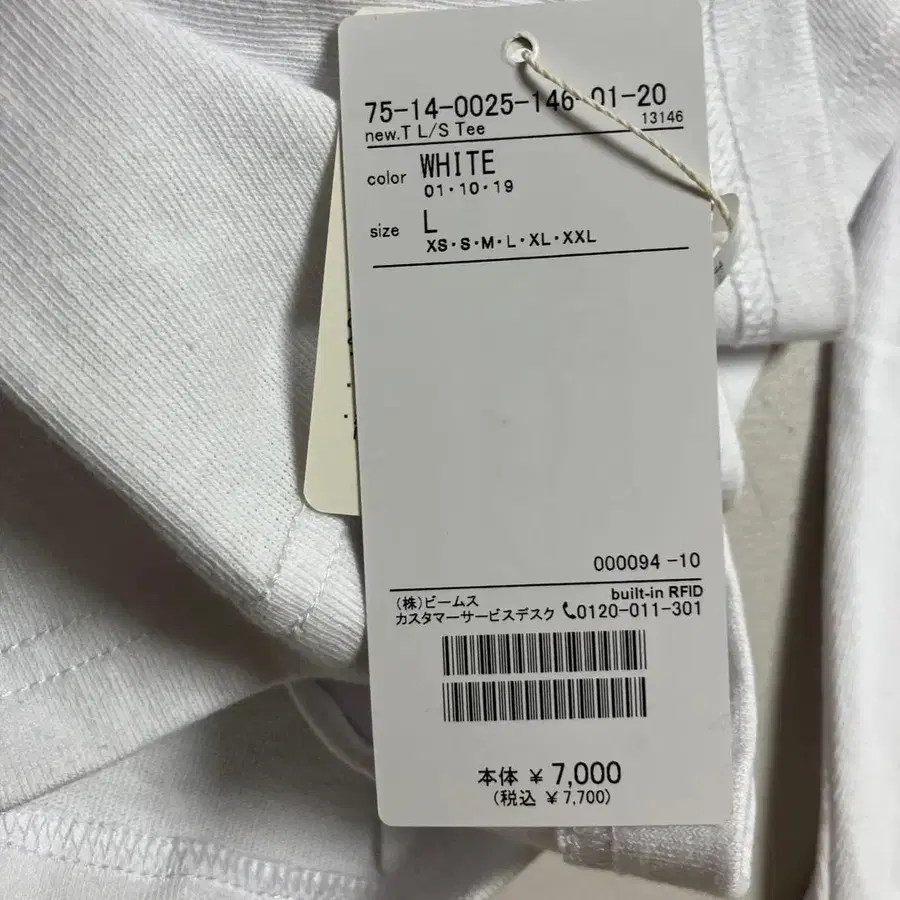 75-14-0025-146-01-20
new.T L/S Tee 13146
color WHITE
01・10・19
size L
XS・S・M・L・XL・XXL
000094 -10
built-in RFID
(株)ビームス
カスタマーサービスデスク 0120-011-301
本体 ¥ 7,000
(税込 ¥ 7,700)